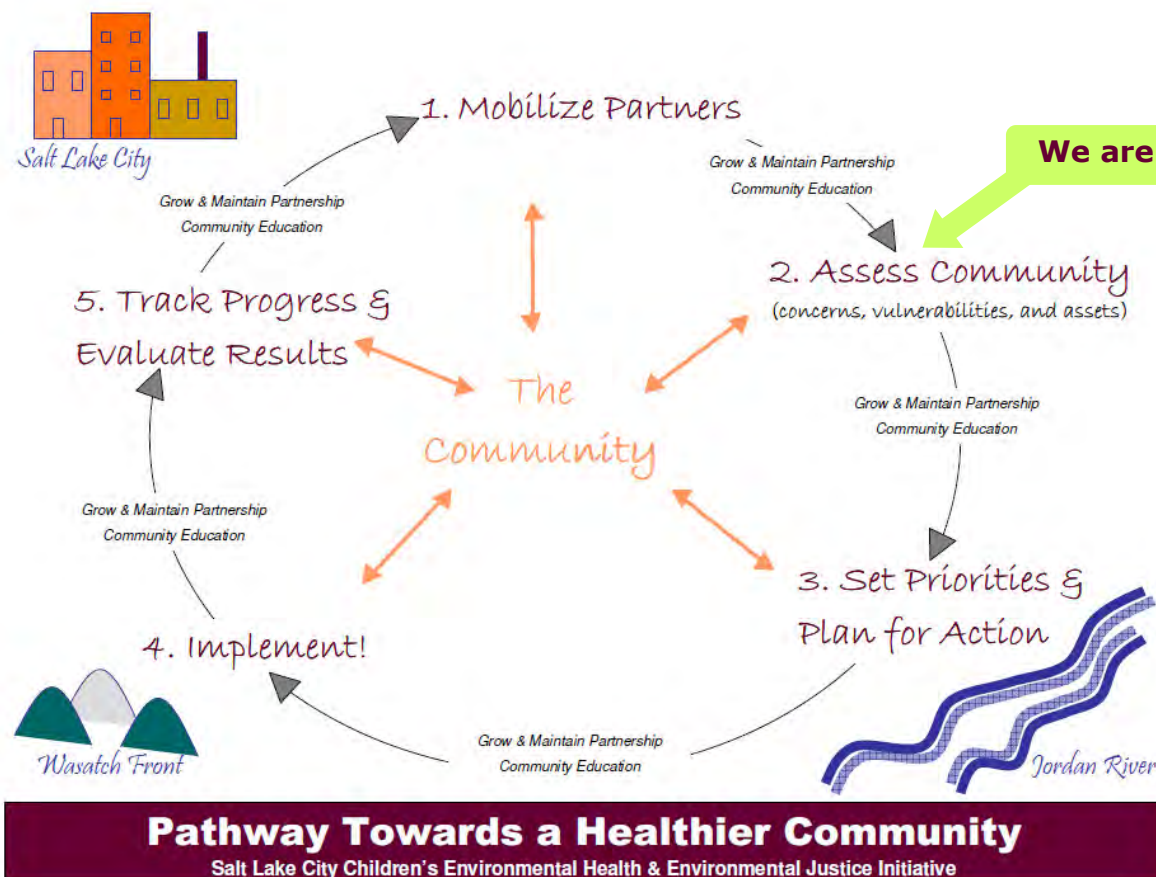 Salt Lake City
1. Mobilize Partners
We are
Grow & Maintain Partnership
Community Education
Grow & Maintain Partnership
Community Education
2. Assess Community
(concerns, vulnerabilities, and assets)
5. Track Progress &
Evaluate Results
The
Community
Grow & Maintain Partnership
Community Education
Grow & Maintain Partnership
Community Education
3. Set Priorities &
Plan for Action
4. Implement!
Wasatch Front
Grow & Maintain Partnership
Community Education
Jordan River
Pathway Towards a Healthier Community
Salt Lake City Children's Environmental Health & Environmental Justice Initiative